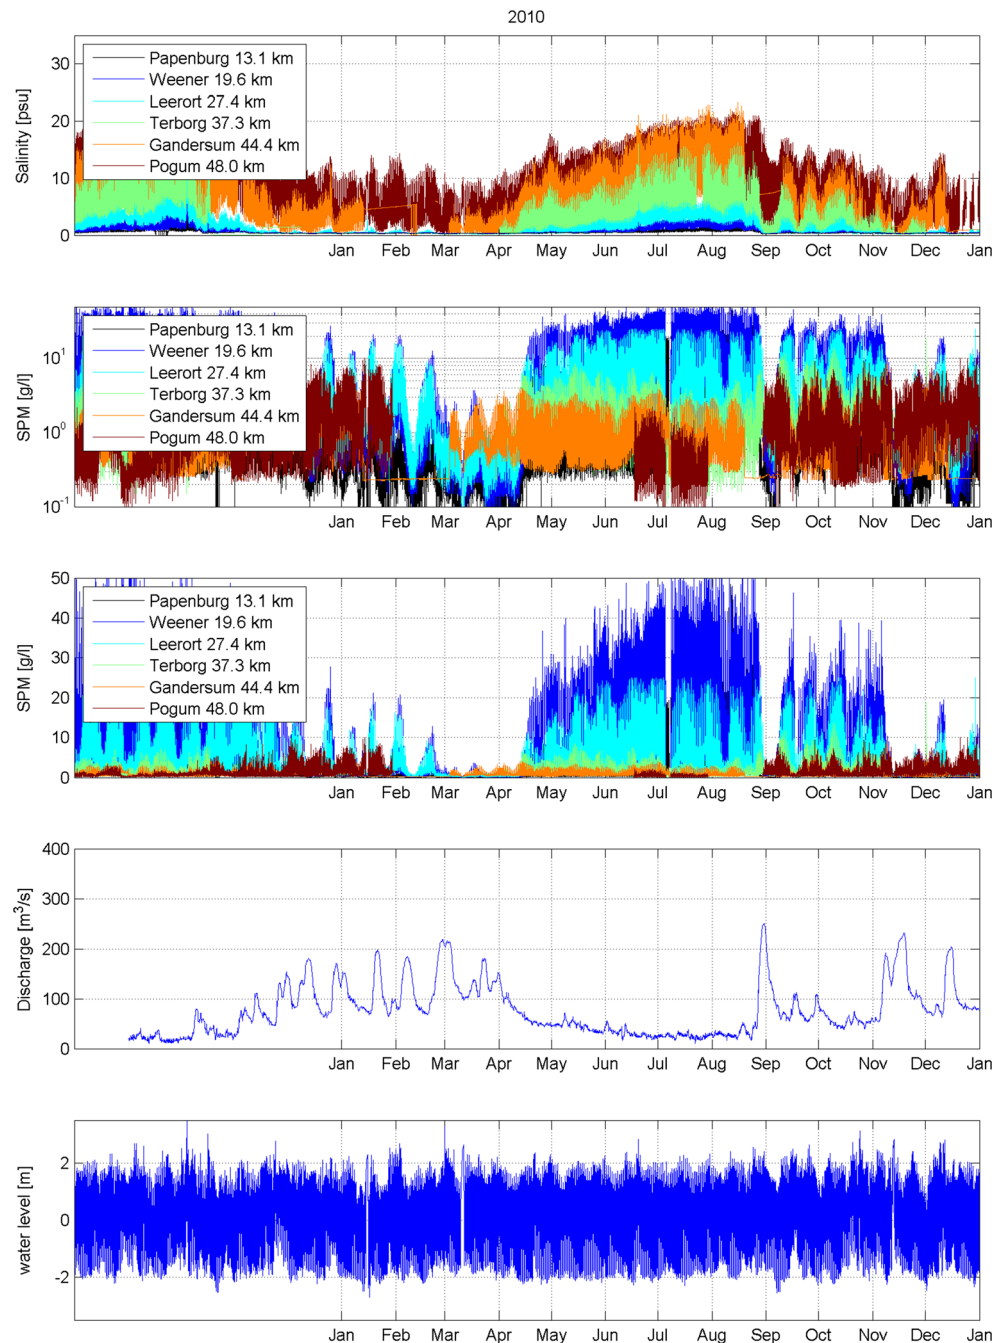 2010
Salinity [psu]
30
20
10
0
Papenburg 13.1 km
Weener 19.6 km
Leerort 27.4 km
Terborg 37.3 km
Gandersum 44.4 km
Pogum 48.0 km
Jan Feb Mar Apr May Jun Jul Aug Sep Oct Nov Dec Jan
SPM [g/l]
10^1
10^0
10^-1
Papenburg 13.1 km
Weener 19.6 km
Leerort 27.4 km
Terborg 37.3 km
Gandersum 44.4 km
Pogum 48.0 km
Jan Feb Mar Apr May Jun Jul Aug Sep Oct Nov Dec Jan
SPM [g/l]
50
40
30
20
10
0
Papenburg 13.1 km
Weener 19.6 km
Leerort 27.4 km
Terborg 37.3 km
Gandersum 44.4 km
Pogum 48.0 km
Jan Feb Mar Apr May Jun Jul Aug Sep Oct Nov Dec Jan
Discharge [m³/s]
400
300
200
100
0
Jan Feb Mar Apr May Jun Jul Aug Sep Oct Nov Dec Jan
water level [m]
2
0
-2
Jan Feb Mar Apr May Jun Jul Aug Sep Oct Nov Dec Jan